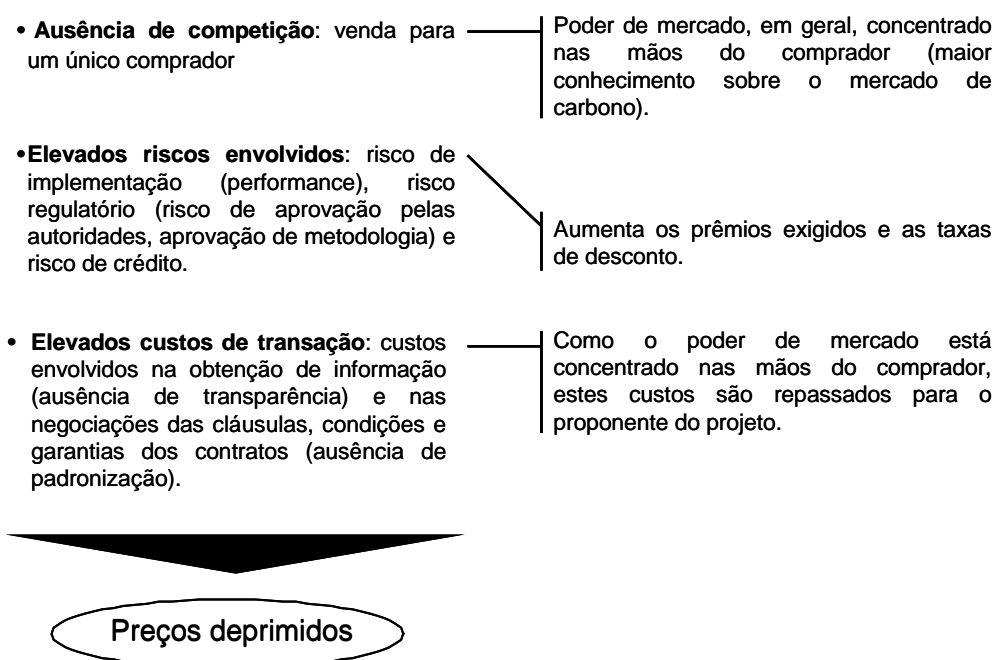 • Ausência de competição: venda para
um único comprador
Poder de mercado, em geral, concentrado
nas mãos do comprador (maior
conhecimento sobre o mercado de
carbono).
•Elevados riscos envolvidos: risco de
implementação (performance), risco
regulatório (risco de aprovação pelas
autoridades, aprovação de metodologia) e
risco de crédito.
Aumenta os prêmios exigidos e as taxas
de desconto.
• Elevados custos de transação: custos
envolvidos na obtenção de informação
(ausência de transparência) e nas
negociações das cláusulas, condições e
garantias dos contratos (ausência de
padronização).
Como o poder de mercado está
concentrado nas mãos do comprador,
estes custos são repassados para o
proponente do projeto.
Preços deprimidos